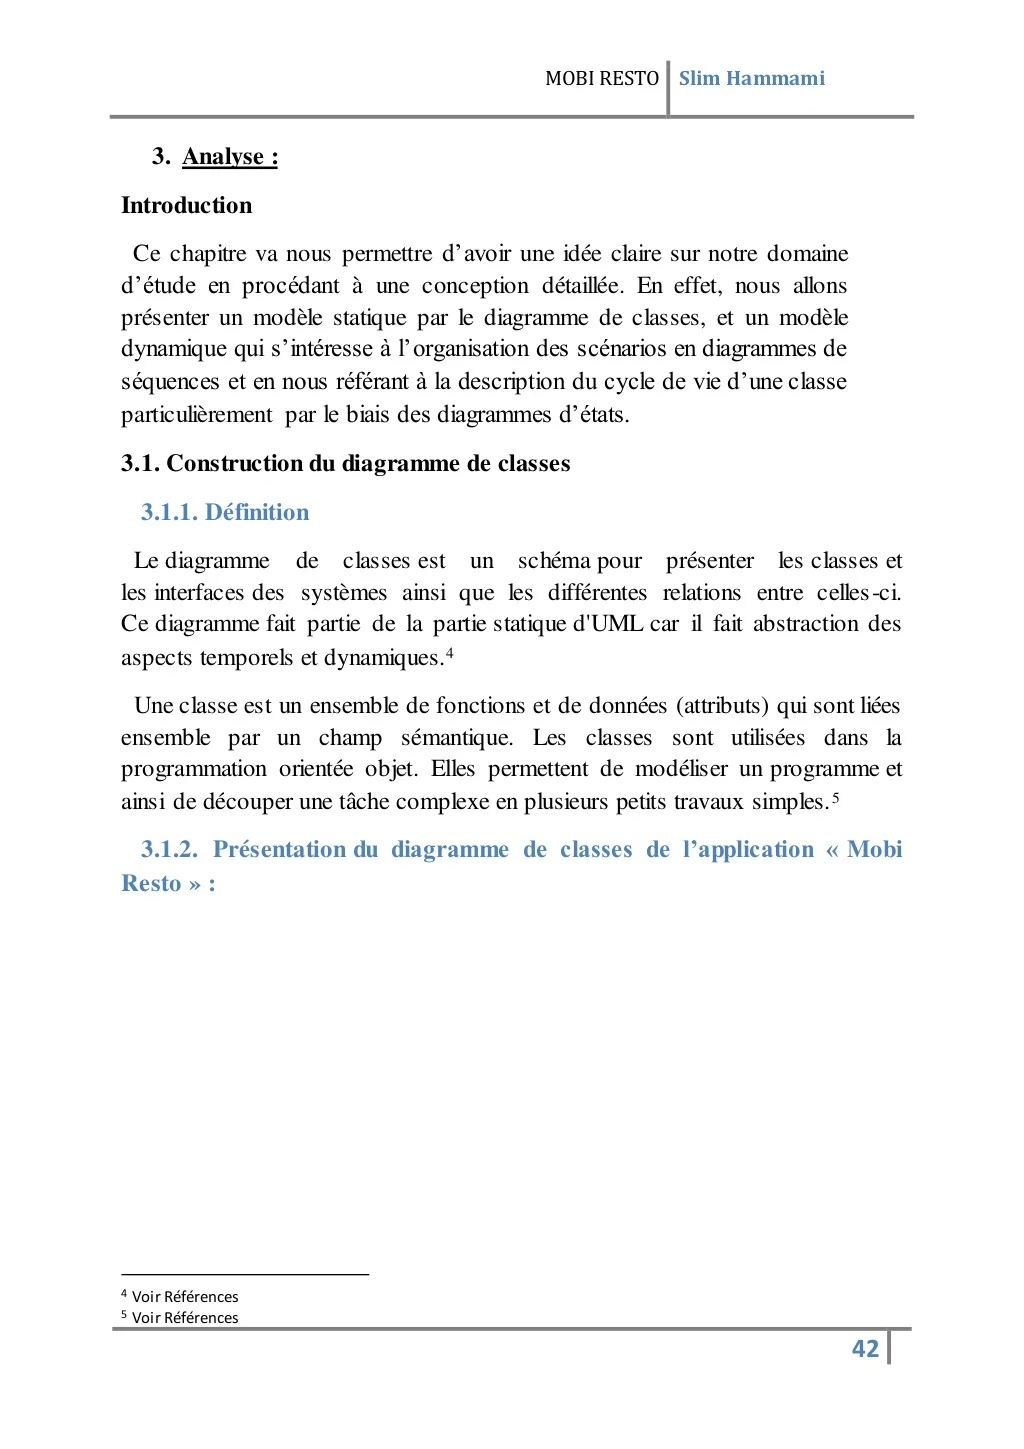 MOBI RESTO Slim Hammami
3. Analyse :
Introduction
Ce chapitre va nous permettre d’avoir une idée claire sur notre domaine
d’étude en procédant à une conception détaillée. En effet, nous allons
présenter un modèle statique par le diagramme de classes, et un modèle
dynamique qui s’intéresse à l’organisation des scénarios en diagrammes de
séquences et en nous référant à la description du cycle de vie d’une classe
particulièrement par le biais des diagrammes d’états.
3.1. Construction du diagramme de classes
3.1.1. Définition
Le diagramme de classes est un schéma pour présenter les classes et
les interfaces des systèmes ainsi que les différentes relations entre celles-ci.
Ce diagramme fait partie de la partie statique d'UML car il fait abstraction des
aspects temporels et dynamiques.4
Une classe est un ensemble de fonctions et de données (attributs) qui sont liées
ensemble par un champ sémantique. Les classes sont utilisées dans la
programmation orientée objet. Elles permettent de modéliser un programme et
ainsi de découper une tâche complexe en plusieurs petits travaux simples.5
3.1.2. Présentation du diagramme de classes de l’application « Mobi
Resto » :
4 Voir Références
5 Voir Références
42